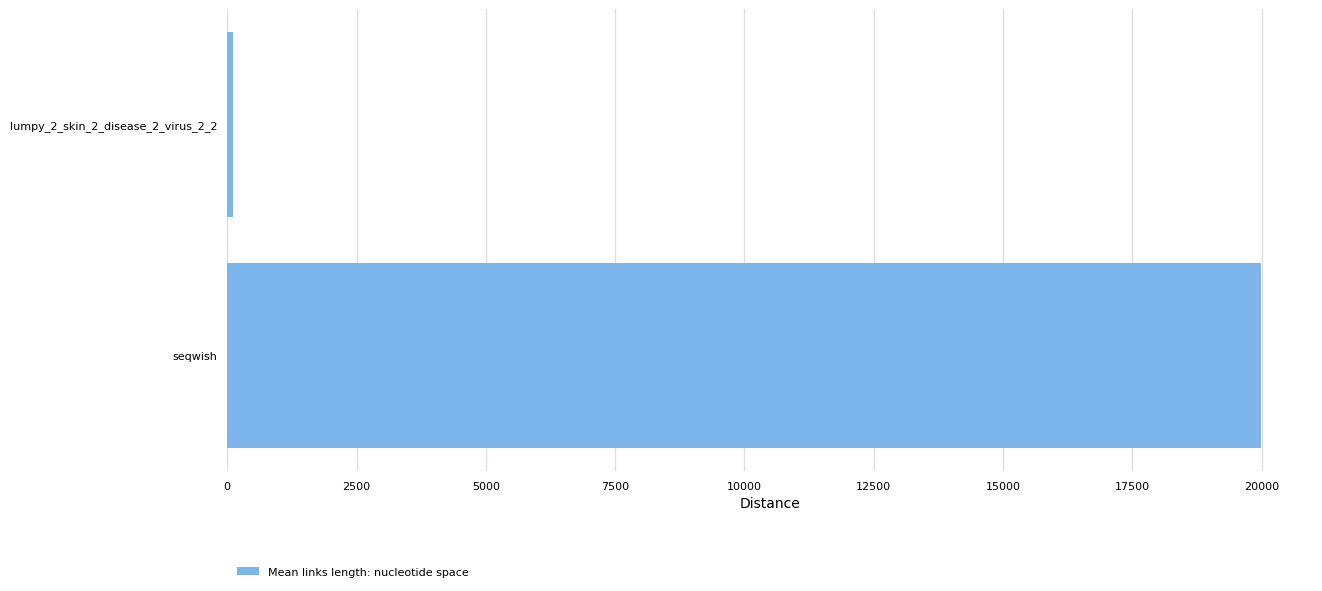 lumpy_2_skin_2_disease_2_virus_2_2
seqwish
0 2500 5000 7500 10000 12500 15000 17500 20000
Distance
Mean links length: nucleotide space